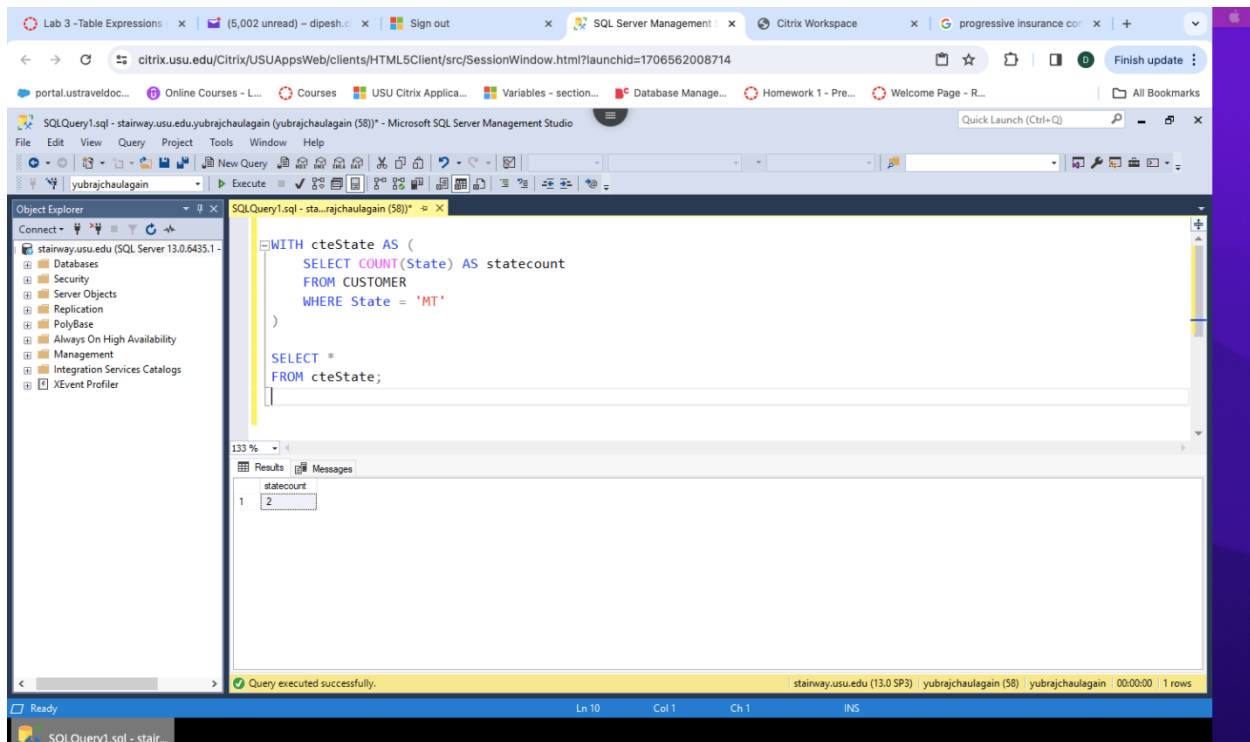 Lab 3 -Table Expressions
(5,002 unread) – dipesh.c
Sign out
SQL Server Management S
Citrix Workspace
progressive insurance con
citrix.usu.edu/Citrix/USUAppsWeb/clients/HTML5Client/src/SessionWindow.html?launchid=1706562008714
D
Finish update
portal.ustraveldoc...
Online Courses - L...
Courses
USU Citrix Applica...
Variables - section...
Database Manage...
Homework 1 - Pre...
Welcome Page - R...
All Bookmarks
SQLQuery1.sql - stairway.usu.edu.yubrajchaulagain (yubrajchaulagain (58))* - Microsoft SQL Server Management Studio
Quick Launch (Ctrl+Q)
File Edit View Query Project Tools Window Help
New Query
yubrajchaulagain
Execute
Object Explorer
SQLQuery1.sql - sta...rajchaulagain (58))*
Connect
stairway.usu.edu (SQL Server 13.0.6435.1 -
Databases
Security
Server Objects
Replication
PolyBase
Always On High Availability
Management
Integration Services Catalogs
XEvent Profiler
WITH cteState AS (
SELECT COUNT(State) AS statecount
FROM CUSTOMER
WHERE State = 'MT'
)
SELECT *
FROM cteState;
133 %
Results Messages
statecount
1 2
Query executed successfully.
stairway.usu.edu (13.0 SP3) yubrajchaulagain (58) yubrajchaulagain 00:00:00 1 rows
Ready
Ln 10 Col 1 Ch 1 INS
SQLQuery1.sql - stair...